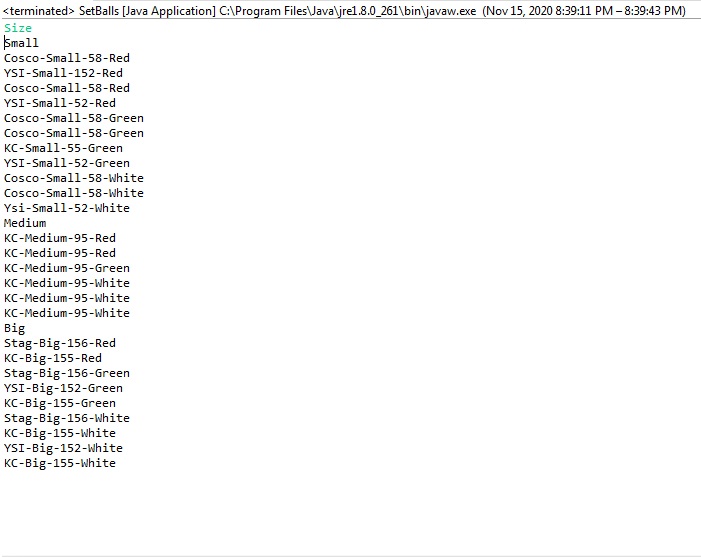 <terminated> SetBalls [Java Application] C:\Program Files\Java\jre1.8.0_261\bin\javaw.exe (Nov 15, 2020 8:39:11 PM – 8:39:43 PM)
Size
Small
Cosco-Small-58-Red
YSI-Small-152-Red
Cosco-Small-58-Red
YSI-Small-52-Red
Cosco-Small-58-Green
Cosco-Small-58-Green
KC-Small-55-Green
YSI-Small-52-Green
Cosco-Small-58-White
Cosco-Small-58-White
Ysi-Small-52-White
Medium
KC-Medium-95-Red
KC-Medium-95-Red
KC-Medium-95-Green
KC-Medium-95-White
KC-Medium-95-White
KC-Medium-95-White
Big
Stag-Big-156-Red
KC-Big-155-Red
Stag-Big-156-Green
YSI-Big-152-Green
KC-Big-155-Green
Stag-Big-156-White
KC-Big-155-White
YSI-Big-152-White
KC-Big-155-White